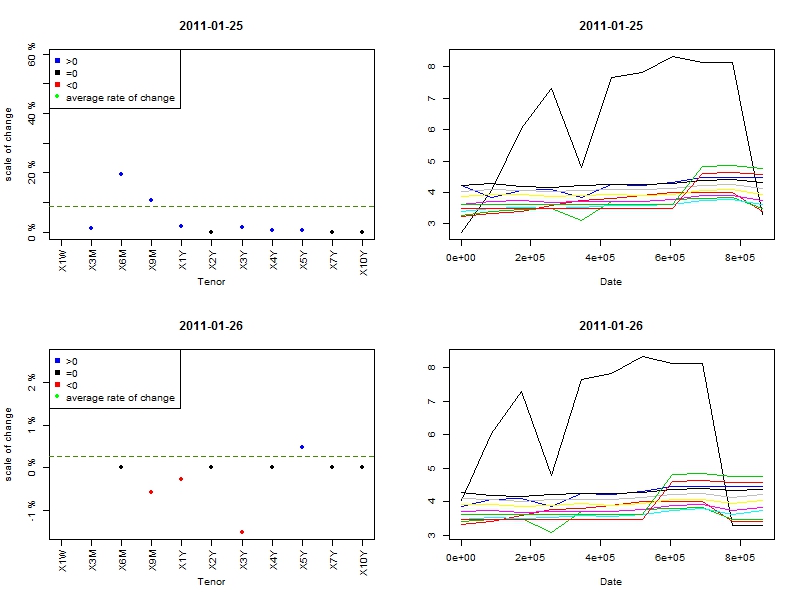 2011-01-25
60 %
40 %
20 %
0 %
scale of change
>0
=0
<0
average rate of change
X1W
X3M
X6M
X9M
X1Y
X2Y
X3Y
X4Y
X5Y
X7Y
X10Y
Tenor
2011-01-25
8
7
6
5
4
3
0e+00
2e+05
4e+05
6e+05
8e+05
Date
2011-01-26
2 %
1 %
0 %
-1 %
scale of change
>0
=0
<0
average rate of change
X1W
X3M
X6M
X9M
X1Y
X2Y
X3Y
X4Y
X5Y
X7Y
X10Y
Tenor
2011-01-26
8
7
6
5
4
3
0e+00
2e+05
4e+05
6e+05
8e+05
Date